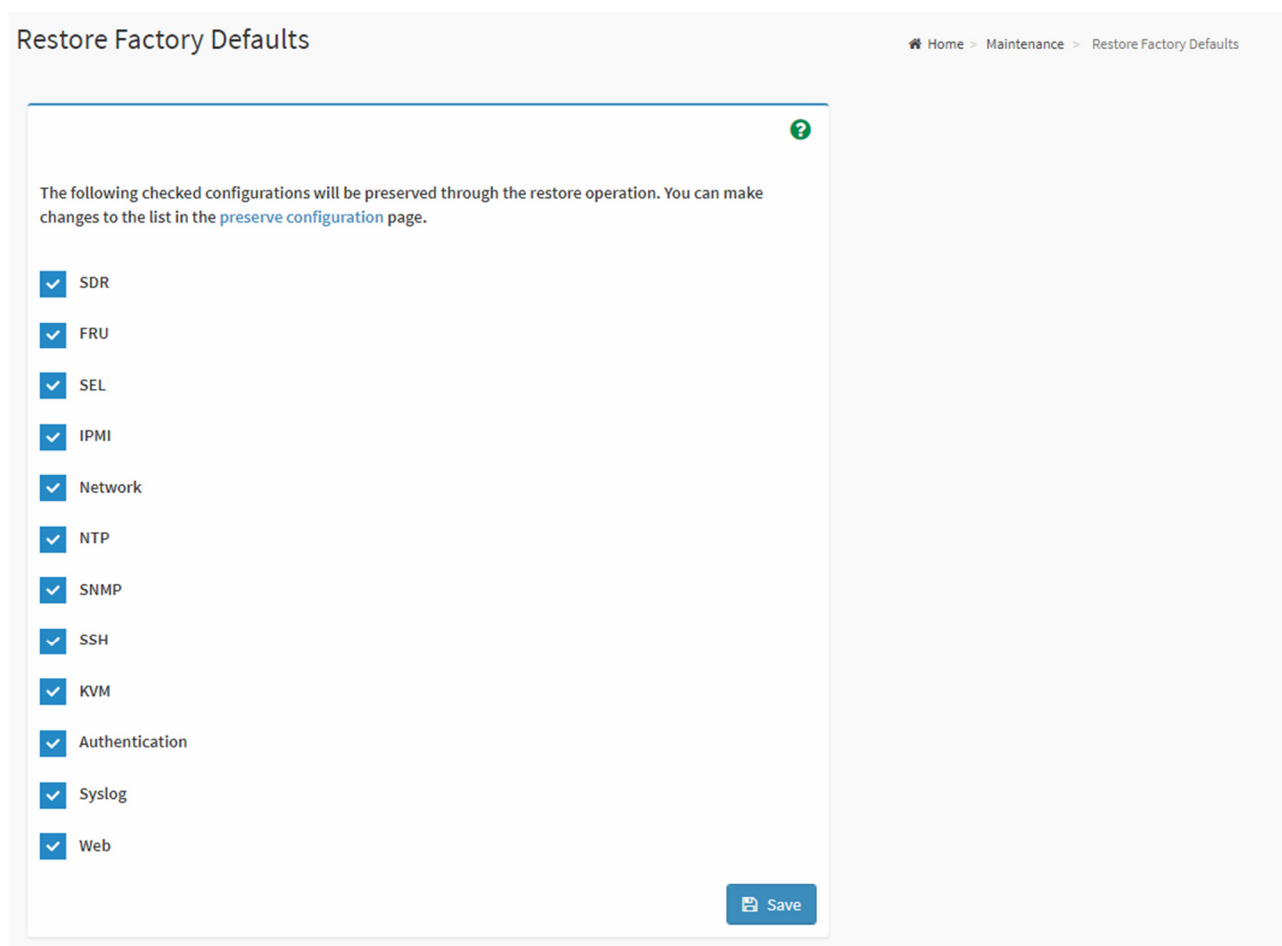 Restore Factory Defaults
Home > Maintenance > Restore Factory Defaults
?
The following checked configurations will be preserved through the restore operation. You can make
changes to the list in the preserve configuration page.
SDR
FRU
SEL
IPMI
Network
NTP
SNMP
SSH
KVM
Authentication
Syslog
Web
Save